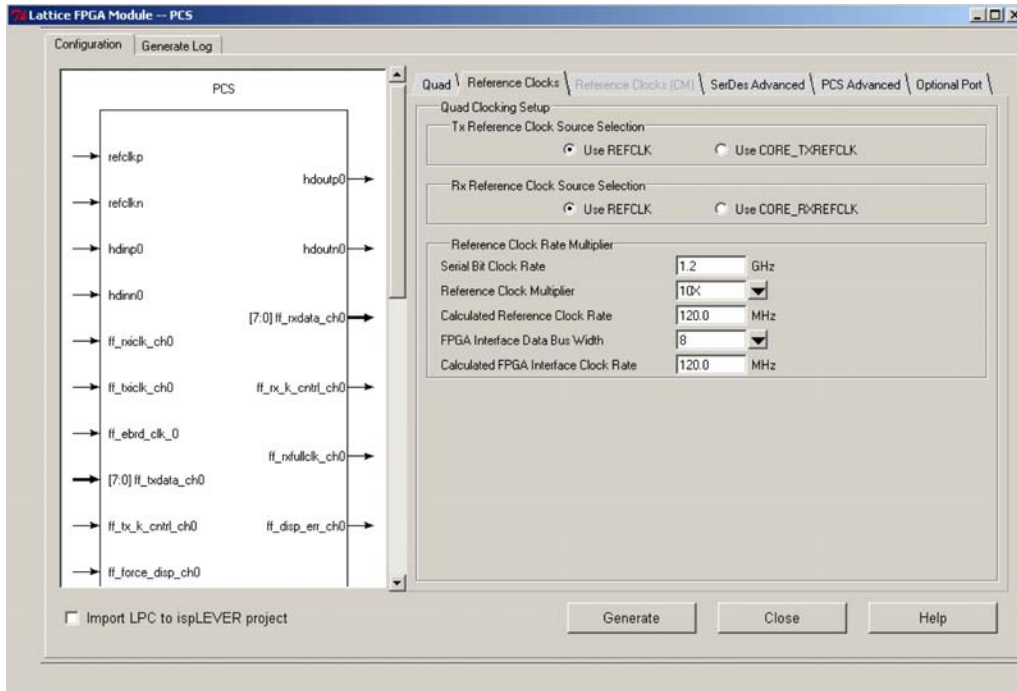 Lattice FPGA Module -- PCS
Configuration Generate Log
PCS
refclkp
hdoutp0
refclkn
hdinp0
hdoutn0
hdinn0
[7:0] ff_rxdata_ch0
ff_rxiclk_ch0
ff_txiclk_ch0
ff_rx_k_cntrl_ch0
ff_ebrd_clk_0
ff_rxfullclk_ch0
[7:0] ff_txdata_ch0
ff_tx_k_cntrl_ch0
ff_disp_err_ch0
ff_force_disp_ch0
Quad Reference Clocks Reference Clocks (CM) SerDes Advanced PCS Advanced Optional Port
Quad Clocking Setup
Tx Reference Clock Source Selection
Use REFCLK Use CORE_TXREFCLK
Rx Reference Clock Source Selection
Use REFCLK Use CORE_RXREFCLK
Reference Clock Rate Multiplier
Serial Bit Clock Rate 1.2 GHz
Reference Clock Multiplier 10X
Calculated Reference Clock Rate 120.0 MHz
FPGA Interface Data Bus Width 8
Calculated FPGA Interface Clock Rate 120.0 MHz
Import LPC to ispLEVER project
Generate Close Help